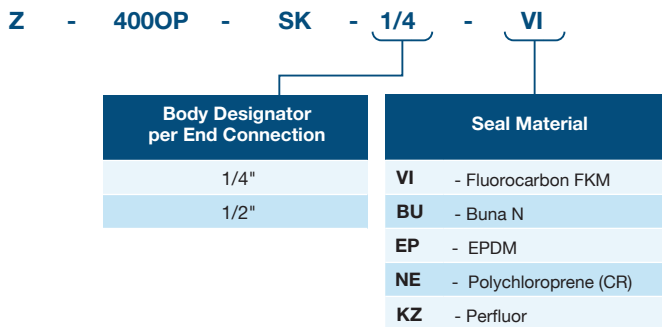 Z - 400OP - SK - 1/4 - VI
Body Designator
per End Connection
1/4"
1/2"
Seal Material
VI - Fluorocarbon FKM
BU - Buna N
EP - EPDM
NE - Polychloroprene (CR)
KZ - Perfluor